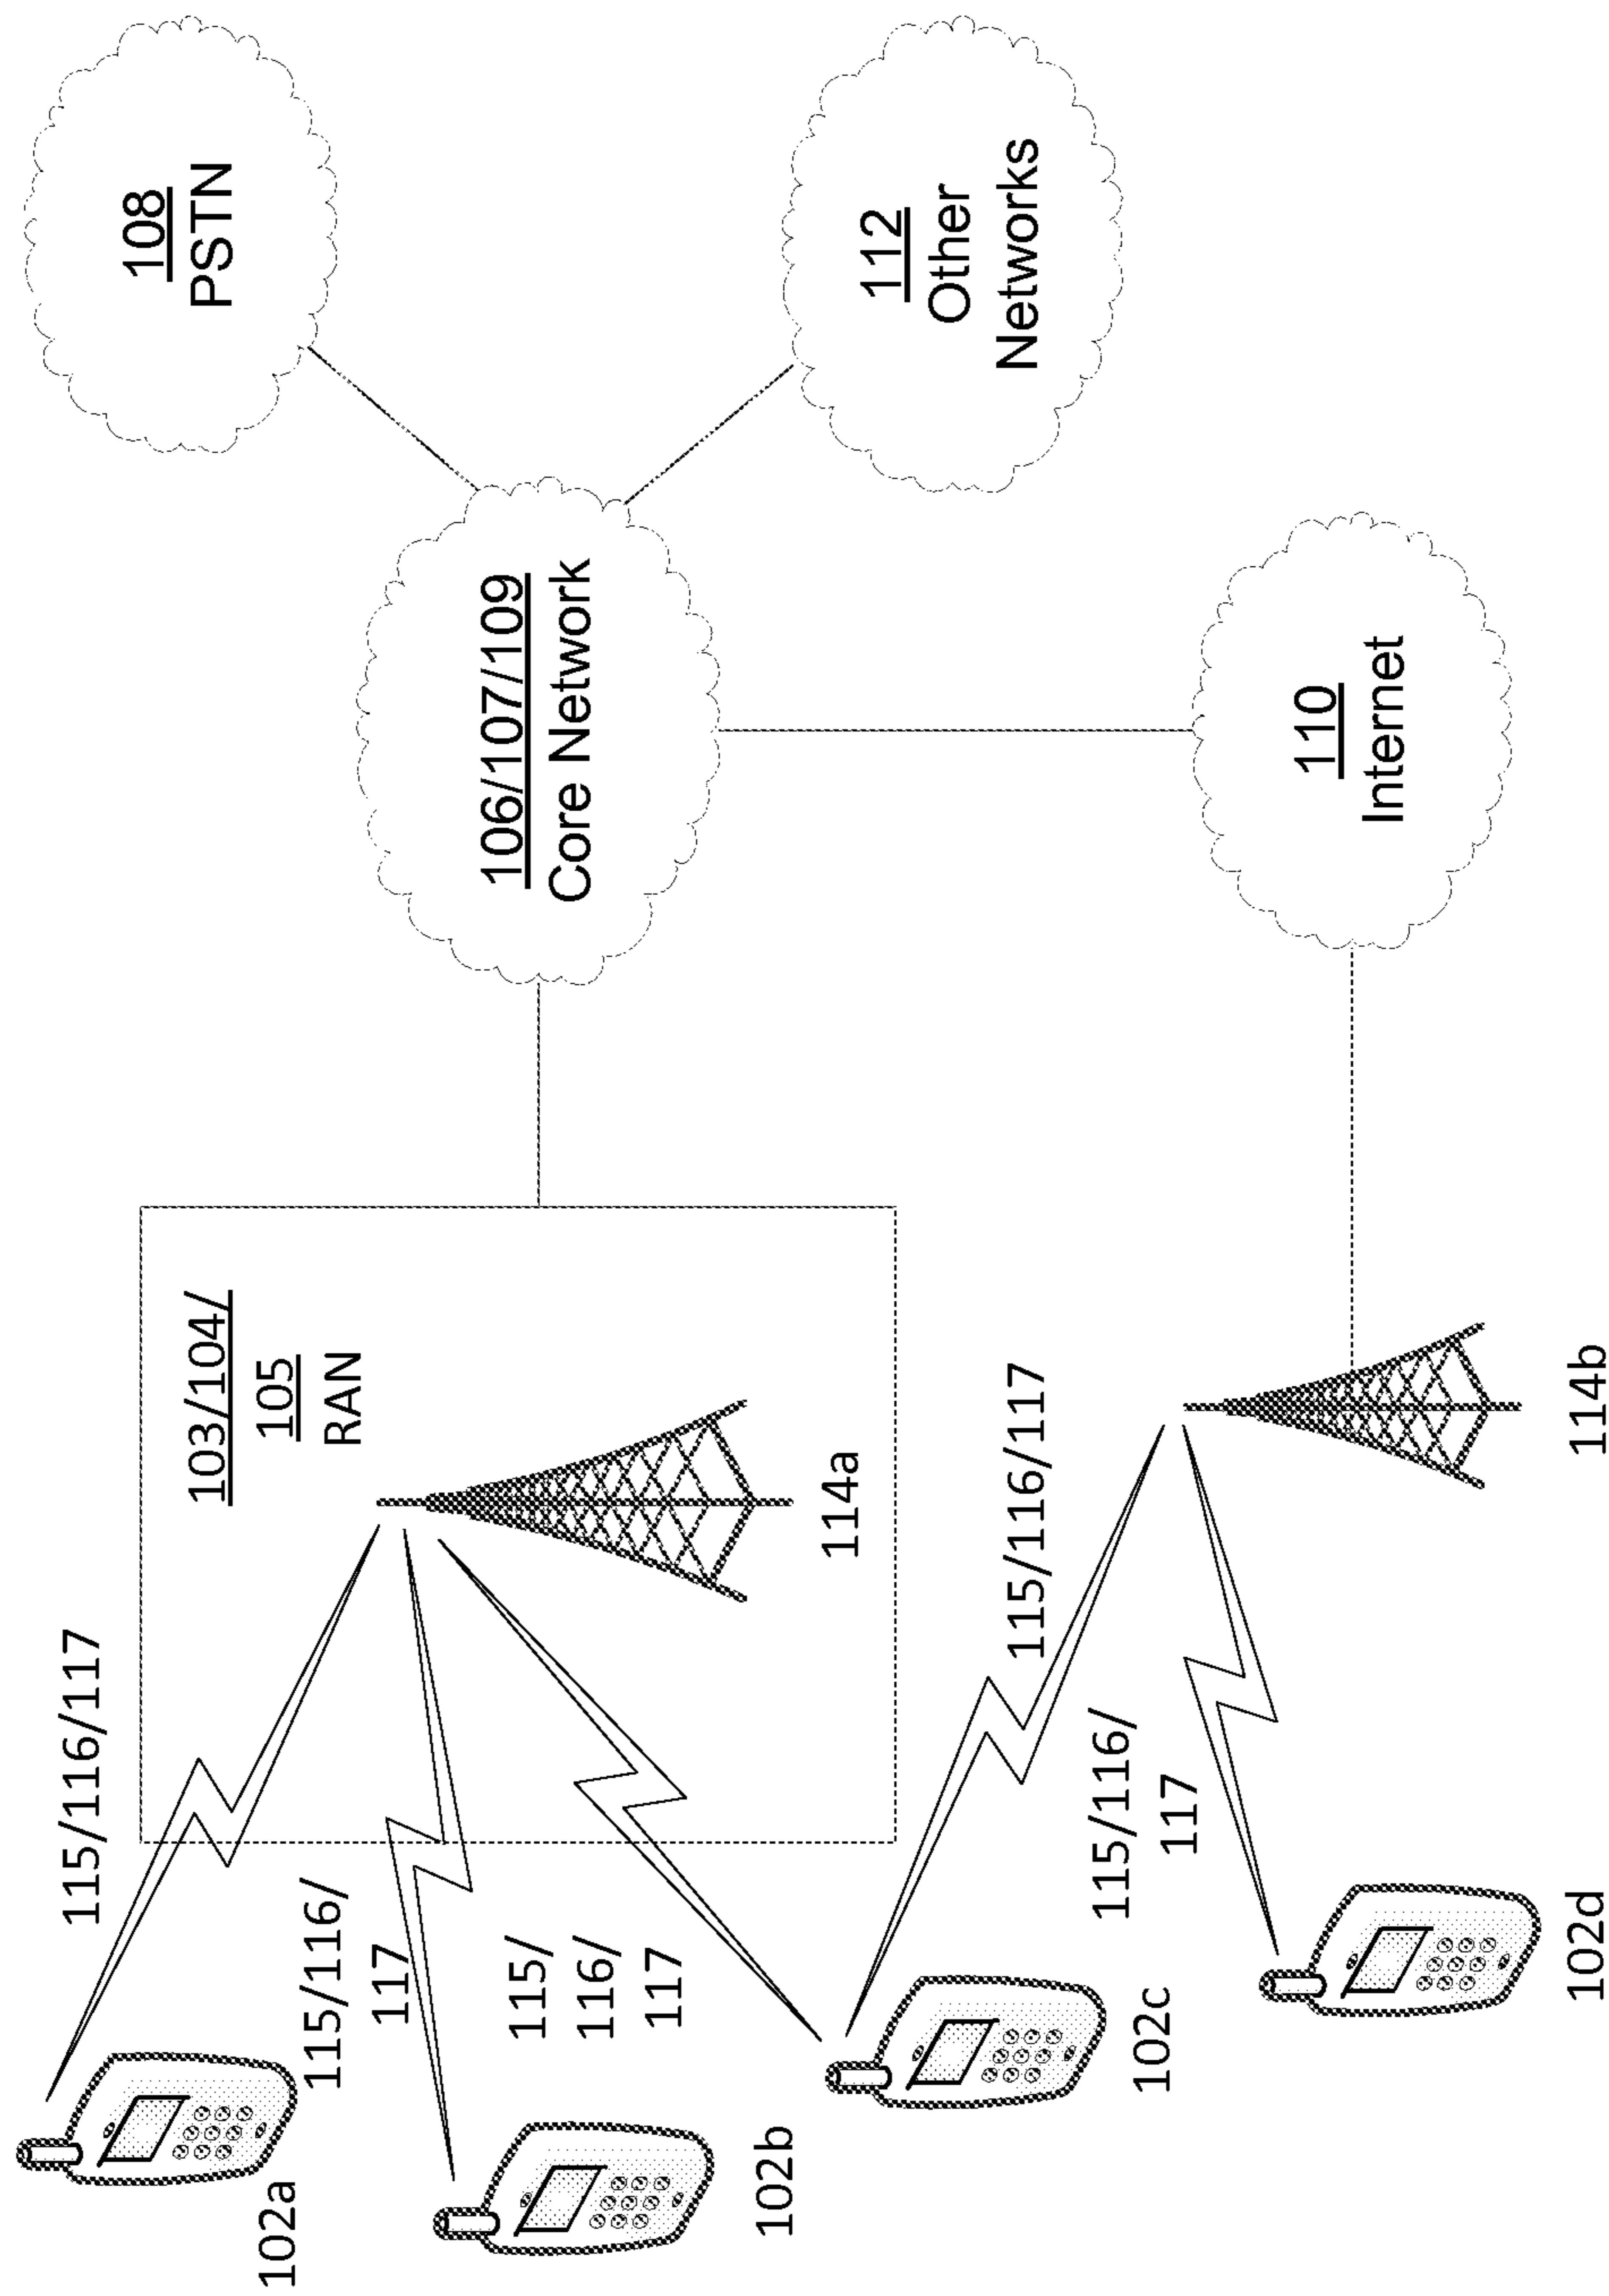 102a
115/116/117
103/104/
105
RAN
115/116/
117
115/
116/
117
102b
114a
106/107/109
Core Network
108
PSTN
112
Other
Networks
102c
115/116/117
115/116/
117
102d
114b
110
Internet